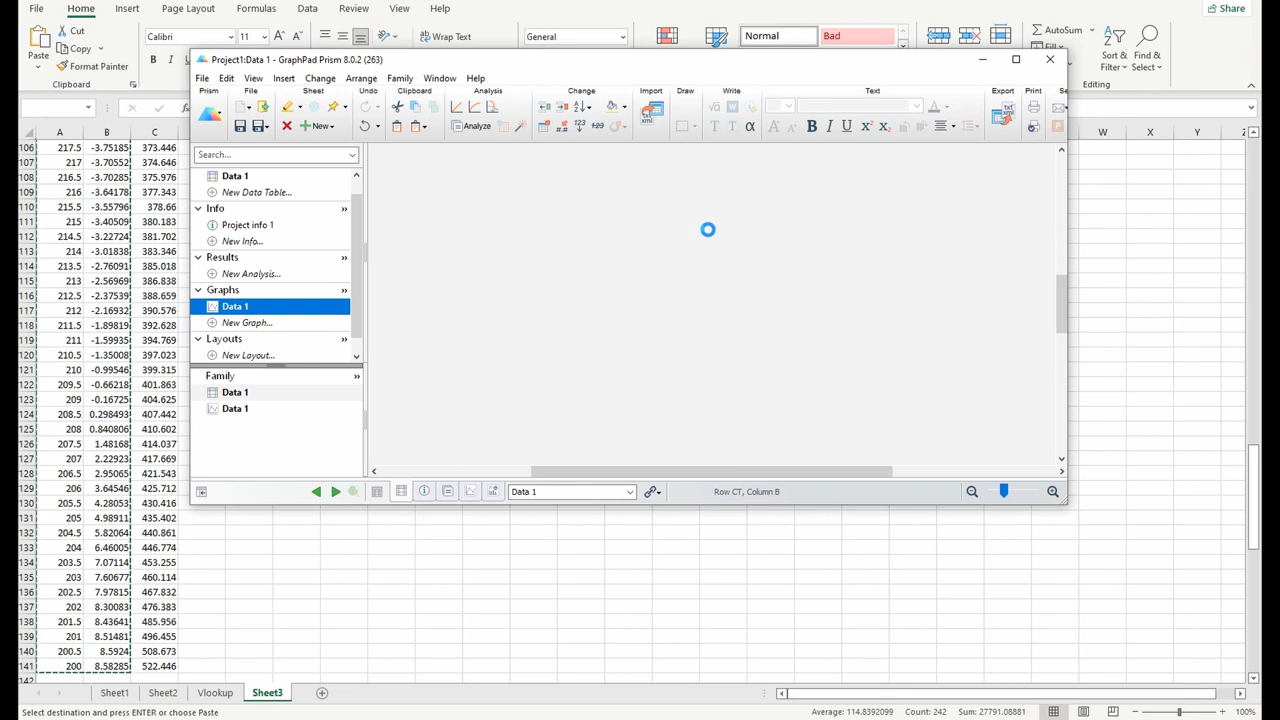 File Home Insert Page Layout Formulas Data Review View Help Share
Cut
Calibri 11 Wrap Text General Normal Bad AutoSum
Copy
Paste Format Painter B I U Sort & Find &
Filter Select
Clipboard Editing
Project1:Data 1 - GraphPad Prism 8.0.2 (263)
File Edit View Insert Change Arrange Family Window Help
Prism File Sheet Undo Clipboard Analysis Change Import Draw Write Text Export Print
New Analyze B I U
Search...
Data 1
New Data Table...
Info
Project info 1
New Info...
Results
New Analysis...
Graphs
Data 1
New Graph...
Layouts
New Layout...
Family
Data 1
Data 1
Data 1 Row CT, Column B
A B C W X Y
106 217.5 -3.75185 373.446
107 217 -3.70552 374.646
108 216.5 -3.70285 375.976
109 216 -3.64178 377.343
110 215.5 -3.55796 378.66
111 215 -3.40509 380.183
112 214.5 -3.22724 381.702
113 214 -3.01838 383.346
114 213.5 -2.76091 385.018
115 213 -2.56969 386.838
116 212.5 -2.37539 388.659
117 212 -2.16932 390.576
118 211.5 -1.89819 392.628
119 211 -1.59935 394.769
120 210.5 -1.35008 397.023
121 210 -0.99546 399.315
122 209.5 -0.66218 401.863
123 209 -0.16725 404.625
124 208.5 0.298493 407.442
125 208 0.840806 410.602
126 207.5 1.48168 414.037
127 207 2.22923 417.669
128 206.5 2.95065 421.543
129 206 3.64546 425.712
130 205.5 4.28053 430.416
131 205 4.98911 435.402
132 204.5 5.82064 440.861
133 204 6.46005 446.774
134 203.5 7.07114 453.255
135 203 7.60677 460.114
136 202.5 7.97815 467.832
137 202 8.30083 476.383
138 201.5 8.43641 485.956
139 201 8.51481 496.455
140 200.5 8.5924 508.673
141 200 8.58285 522.446
Sheet1 Sheet2 Vlookup Sheet3
Select destination and press ENTER or choose Paste Average: 114.8392099 Count: 242 Sum: 27791.08881 100%